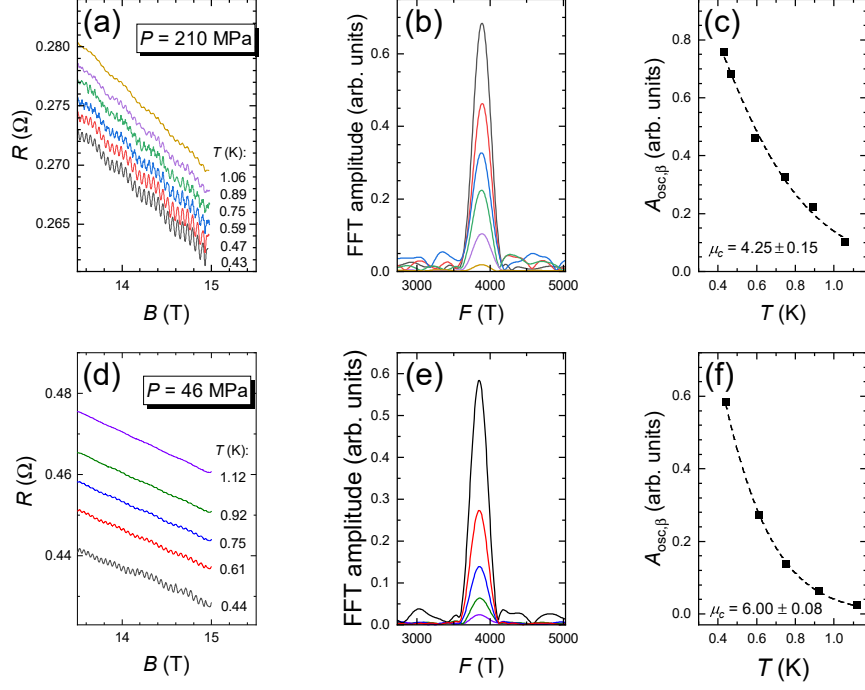 (a)
P = 210 MPa
0.280
0.275
0.270
0.265
R (Ω)
T (K):
1.06
0.89
0.75
0.59
0.47
0.43
14
15
B (T)
(b)
0.6
0.4
0.2
0.0
FFT amplitude (arb. units)
3000
4000
5000
F (T)
(c)
0.8
0.6
0.4
0.2
0.0
A_osc,β (arb. units)
μ_c = 4.25 ± 0.15
0.4
0.6
0.8
1.0
T (K)
(d)
P = 46 MPa
0.48
0.46
0.44
R (Ω)
T (K):
1.12
0.92
0.75
0.61
0.44
14
15
B (T)
(e)
0.6
0.5
0.4
0.3
0.2
0.1
0.0
FFT amplitude (arb. units)
3000
4000
5000
F (T)
(f)
0.6
0.4
0.2
0.0
A_osc,β (arb. units)
μ_c = 6.00 ± 0.08
0.4
0.6
0.8
1.0
T (K)